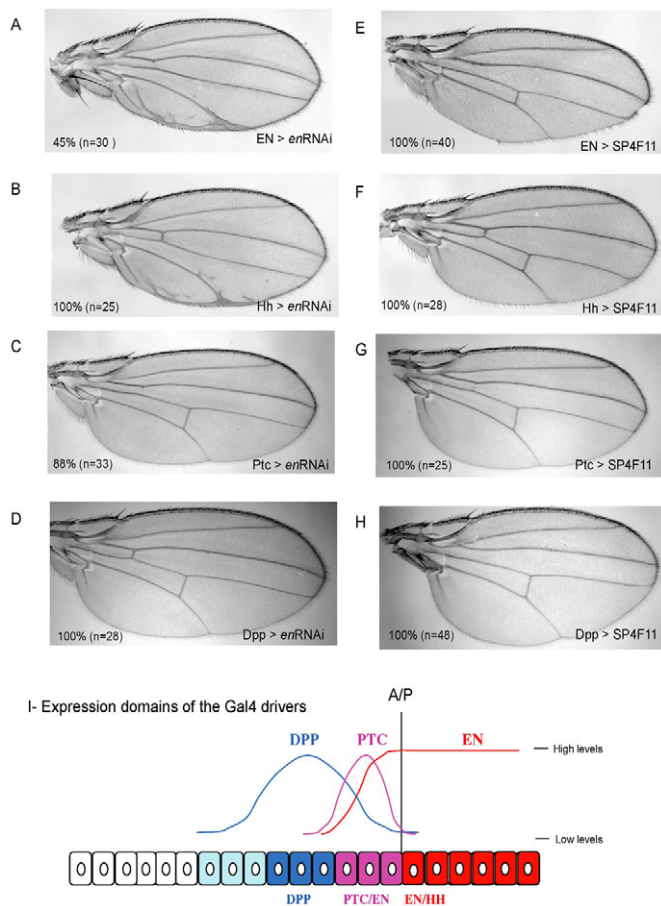 A
45% (n=30 )
EN > enRNAi
B
100% (n=25)
Hh > enRNAi
C
88% (n=33)
Ptc > enRNAi
D
100% (n=28)
Dpp > enRNAi
E
100% (n=40)
EN > SP4F11
F
100% (n=28)
Hh > SP4F11
G
100% (n=25)
Ptc > SP4F11
H
100% (n=48)
Dpp > SP4F11
I- Expression domains of the Gal4 drivers
A/P
DPP PTC EN
High levels
Low levels
DPP PTC/EN EN/HH